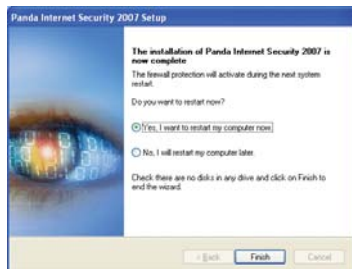 Panda Internet Security 2007 Setup
The installation of Panda Internet Security 2007 is
now complete
The firewall protection will activate during the next system
restart.
Do you want to restart now?
Yes, I want to restart my computer now.
No, I will restart my computer later.
Check there are no disks in any drive and click on Finish to
end the wizard.
< Back
Finish
Cancel